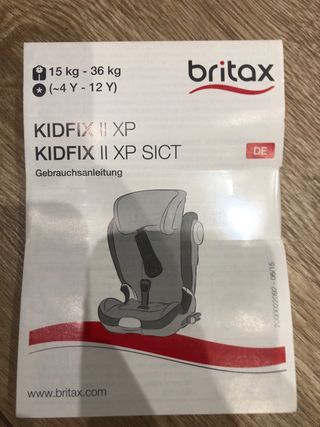 15 kg - 36 kg
(~4 Y - 12 Y)
britax
KIDFIX II XP
KIDFIX II XP SICT
DE
Gebrauchsanleitung
www.britax.com